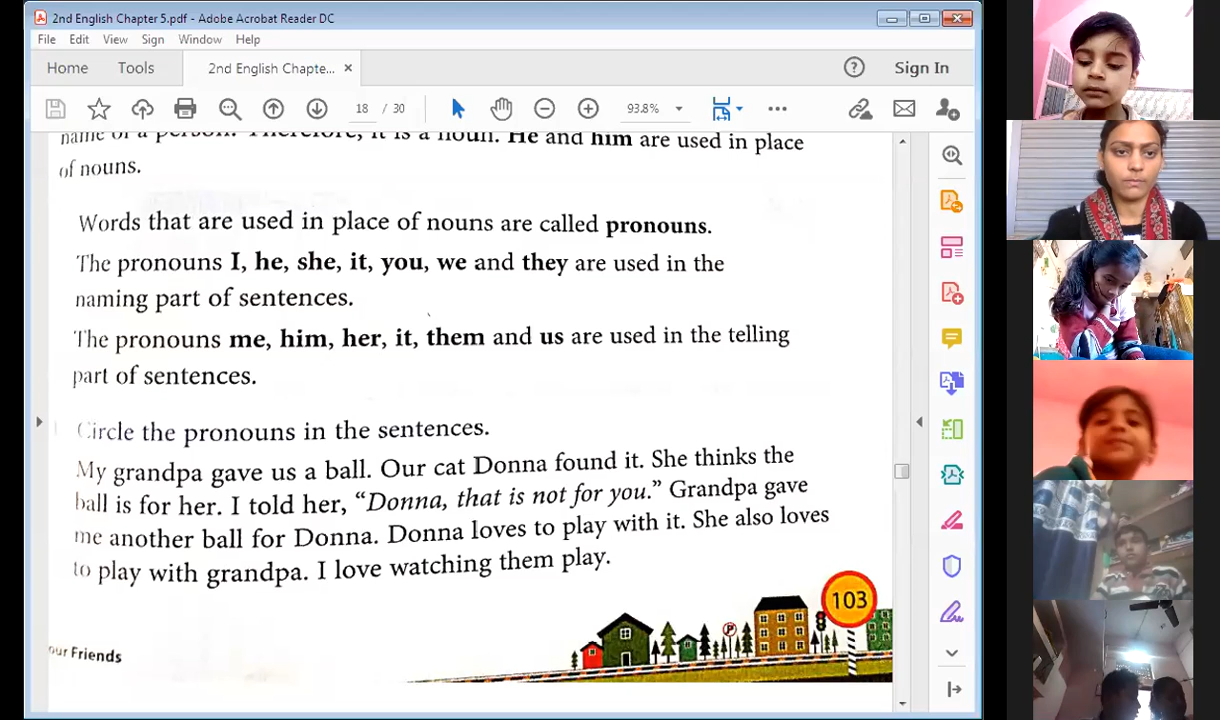 2nd English Chapter 5.pdf - Adobe Acrobat Reader DC
File Edit View Sign Window Help
Home Tools 2nd English Chapte... × ? Sign In
18 / 30 93.8%
name of a person. Therefore, it is a noun. He and him are used in place
of nouns.
Words that are used in place of nouns are called pronouns.
The pronouns I, he, she, it, you, we and they are used in the
naming part of sentences.
The pronouns me, him, her, it, them and us are used in the telling
part of sentences.
Circle the pronouns in the sentences.
My grandpa gave us a ball. Our cat Donna found it. She thinks the
ball is for her. I told her, “Donna, that is not for you.” Grandpa gave
me another ball for Donna. Donna loves to play with it. She also loves
to play with grandpa. I love watching them play.
P
103
our Friends